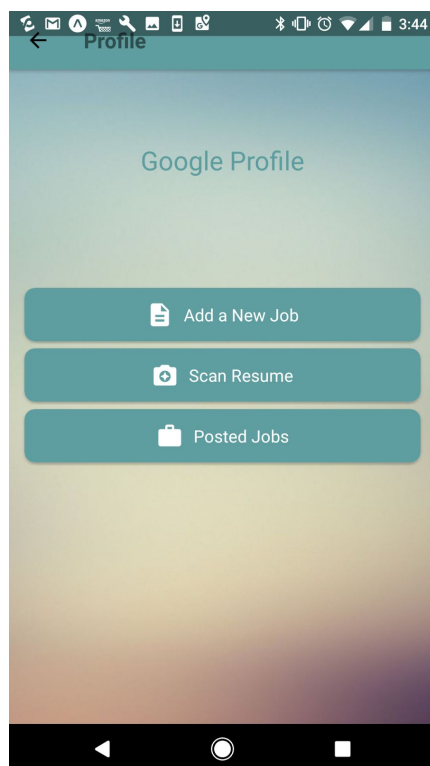 3:44
Profile
Google Profile
Add a New Job
Scan Resume
Posted Jobs